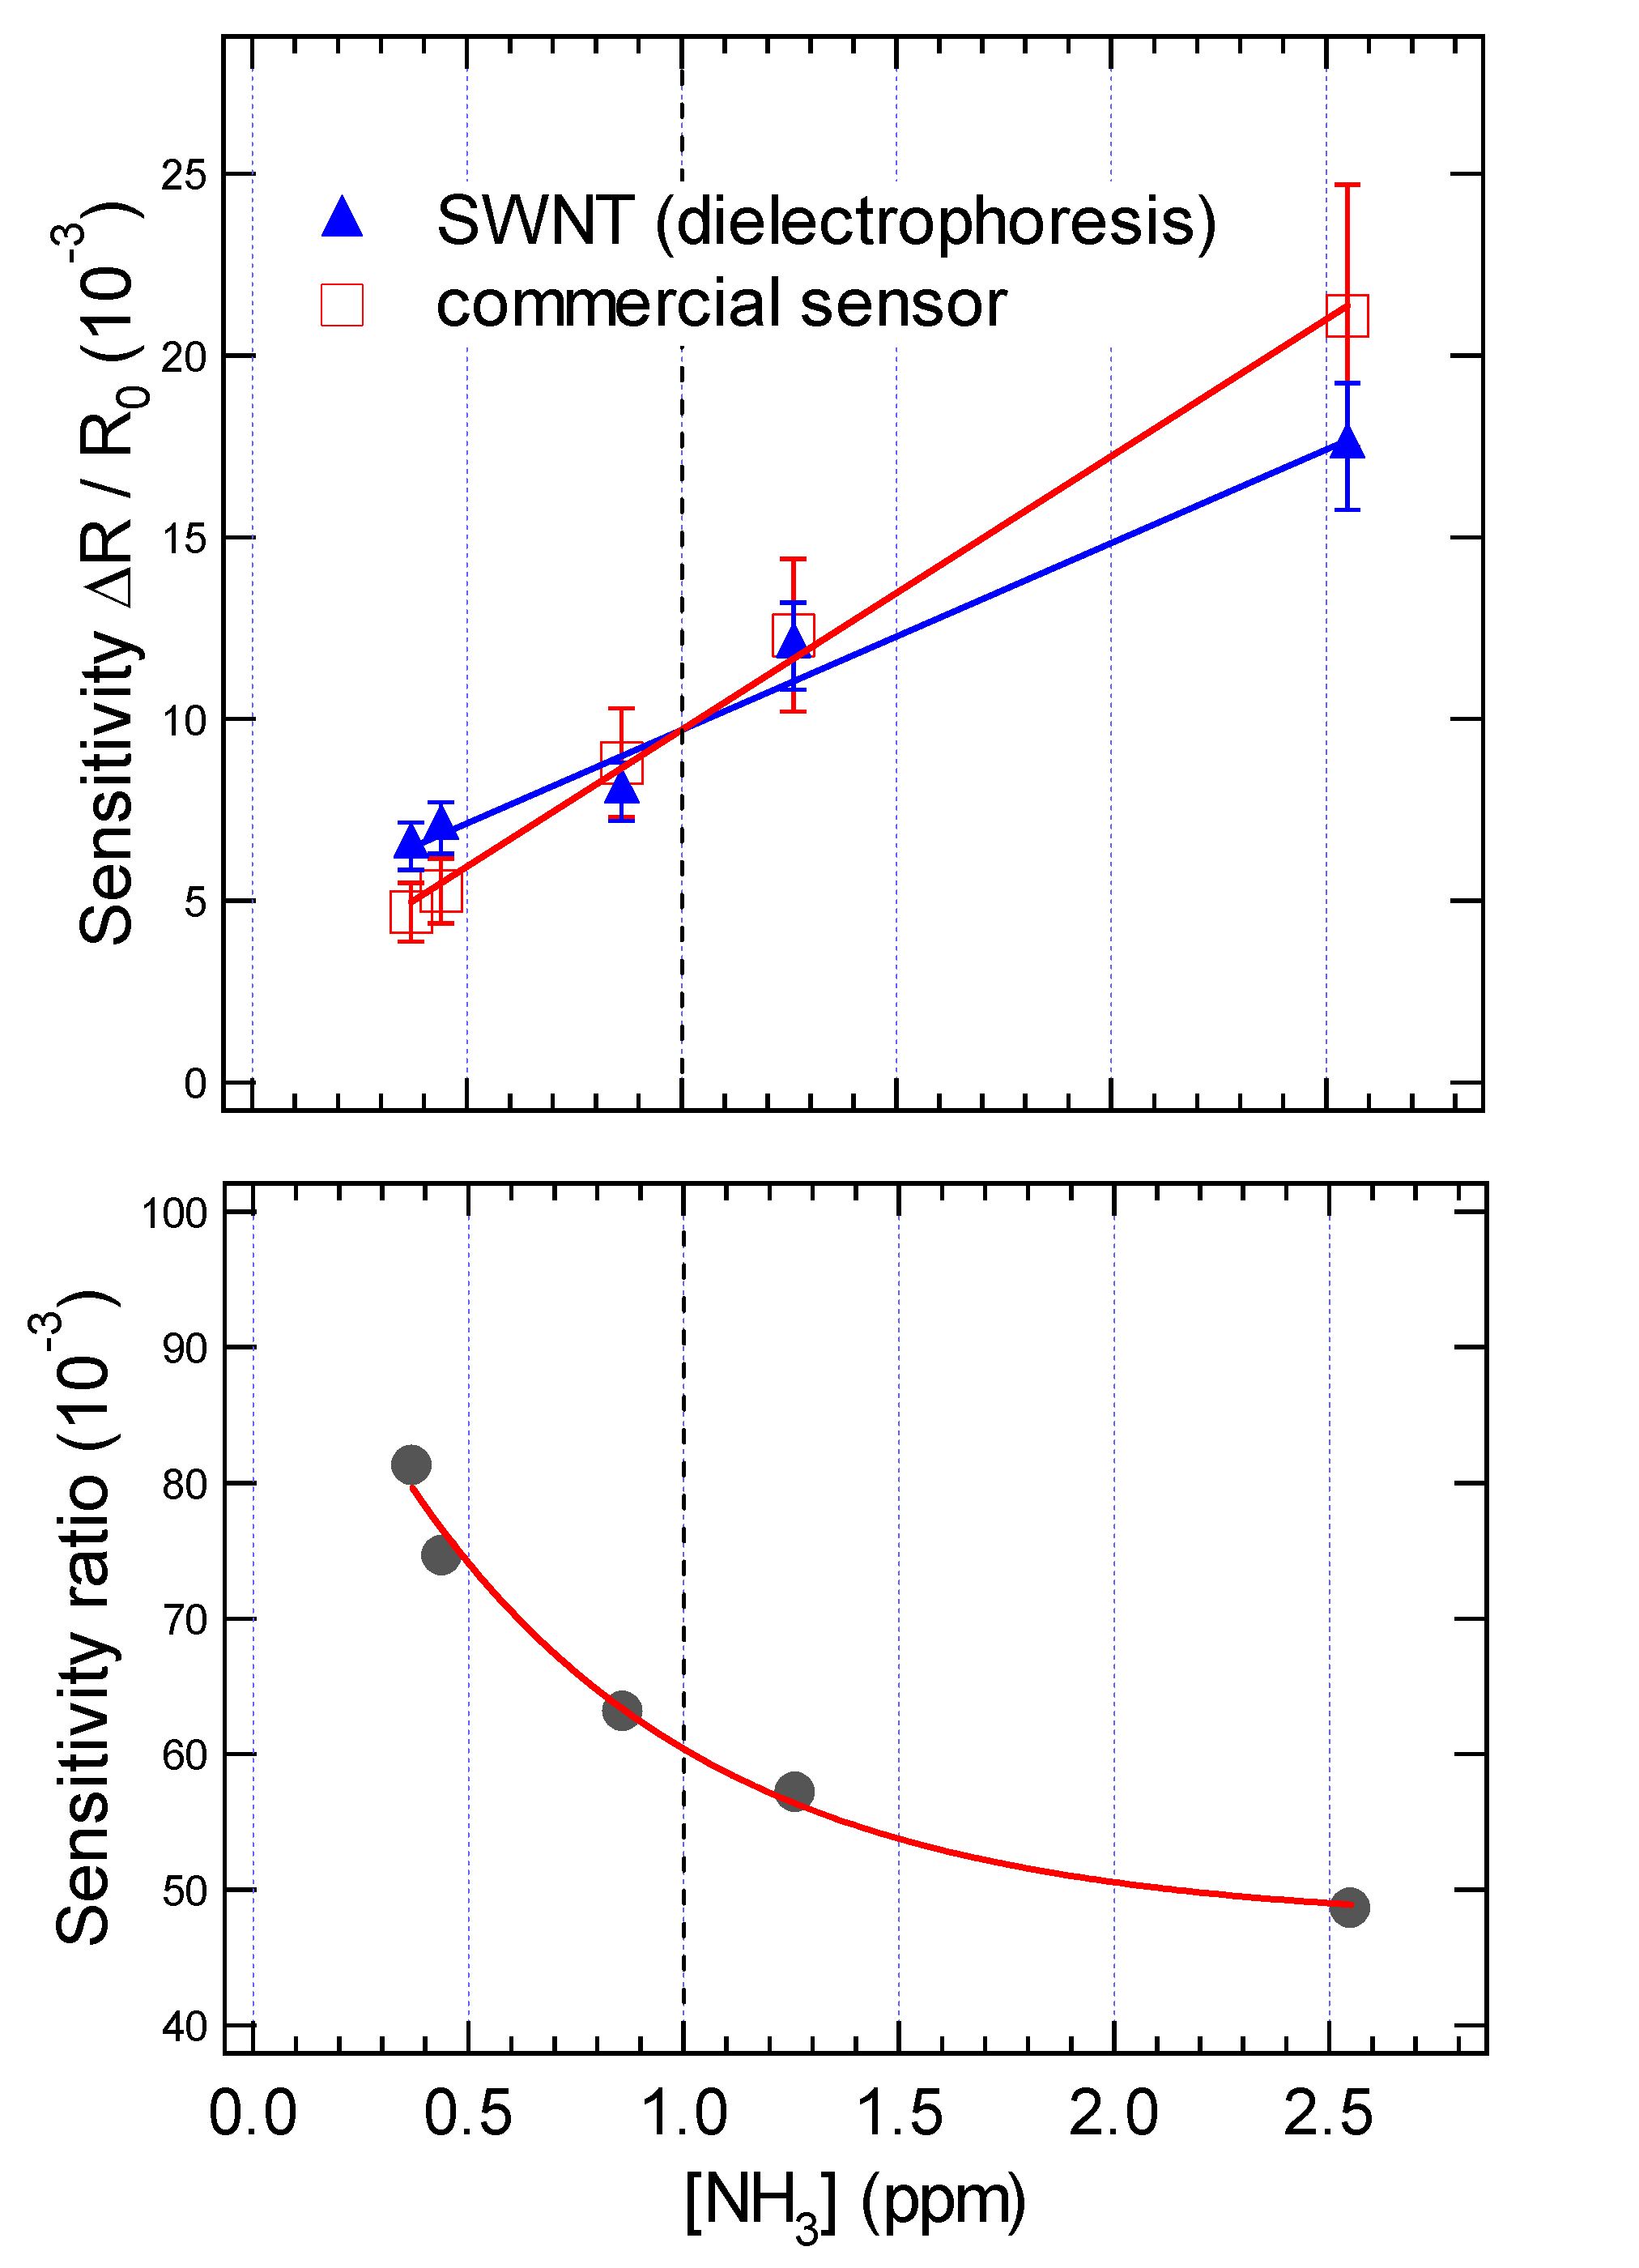 Sensitivity ΔR / R₀ (10⁻³)
25
20
15
10
5
0
SWNT (dielectrophoresis)
commercial sensor
Sensitivity ratio (10⁻³)
100
90
80
70
60
50
40
0.0 0.5 1.0 1.5 2.0 2.5
[NH₃] (ppm)